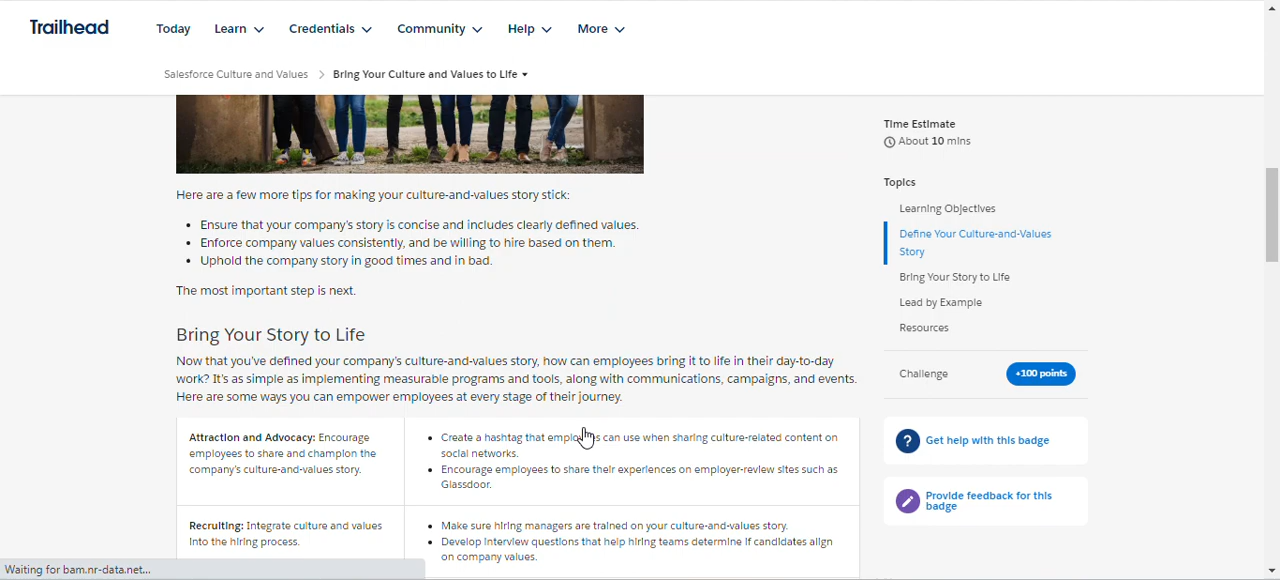 Trailhead
Today
Learn
Credentials
Community
Help
More
Salesforce Culture and Values
Bring Your Culture and Values to Life
Here are a few more tips for making your culture-and-values story stick:
• Ensure that your company's story is concise and includes clearly defined values.
• Enforce company values consistently, and be willing to hire based on them.
• Uphold the company story in good times and in bad.
The most important step is next.
Bring Your Story to Life
Now that you've defined your company's culture-and-values story, how can employees bring it to life in their day-to-day
work? It's as simple as implementing measurable programs and tools, along with communications, campaigns, and events.
Here are some ways you can empower employees at every stage of their journey.
Attraction and Advocacy: Encourage
employees to share and champion the
company's culture-and-values story.
• Create a hashtag that employees can use when sharing culture-related content on
social networks.
• Encourage employees to share their experiences on employer-review sites such as
Glassdoor.
Recruiting: Integrate culture and values
into the hiring process.
• Make sure hiring managers are trained on your culture-and-values story.
• Develop interview questions that help hiring teams determine if candidates align
on company values.
Time Estimate
About 10 mins
Topics
Learning Objectives
Define Your Culture-and-Values
Story
Bring Your Story to Life
Lead by Example
Resources
Challenge
+100 points
? Get help with this badge
Provide feedback for this
badge
Waiting for bam.nr-data.net...